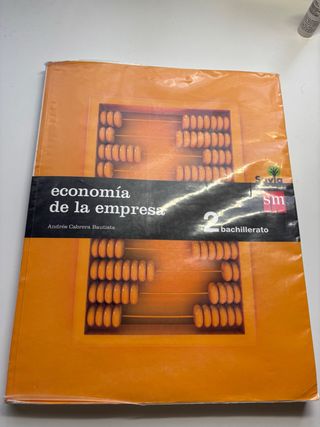 economía
de la empresa
Andrés Cabrera Bautista
2 bachillerato
Savia
sm